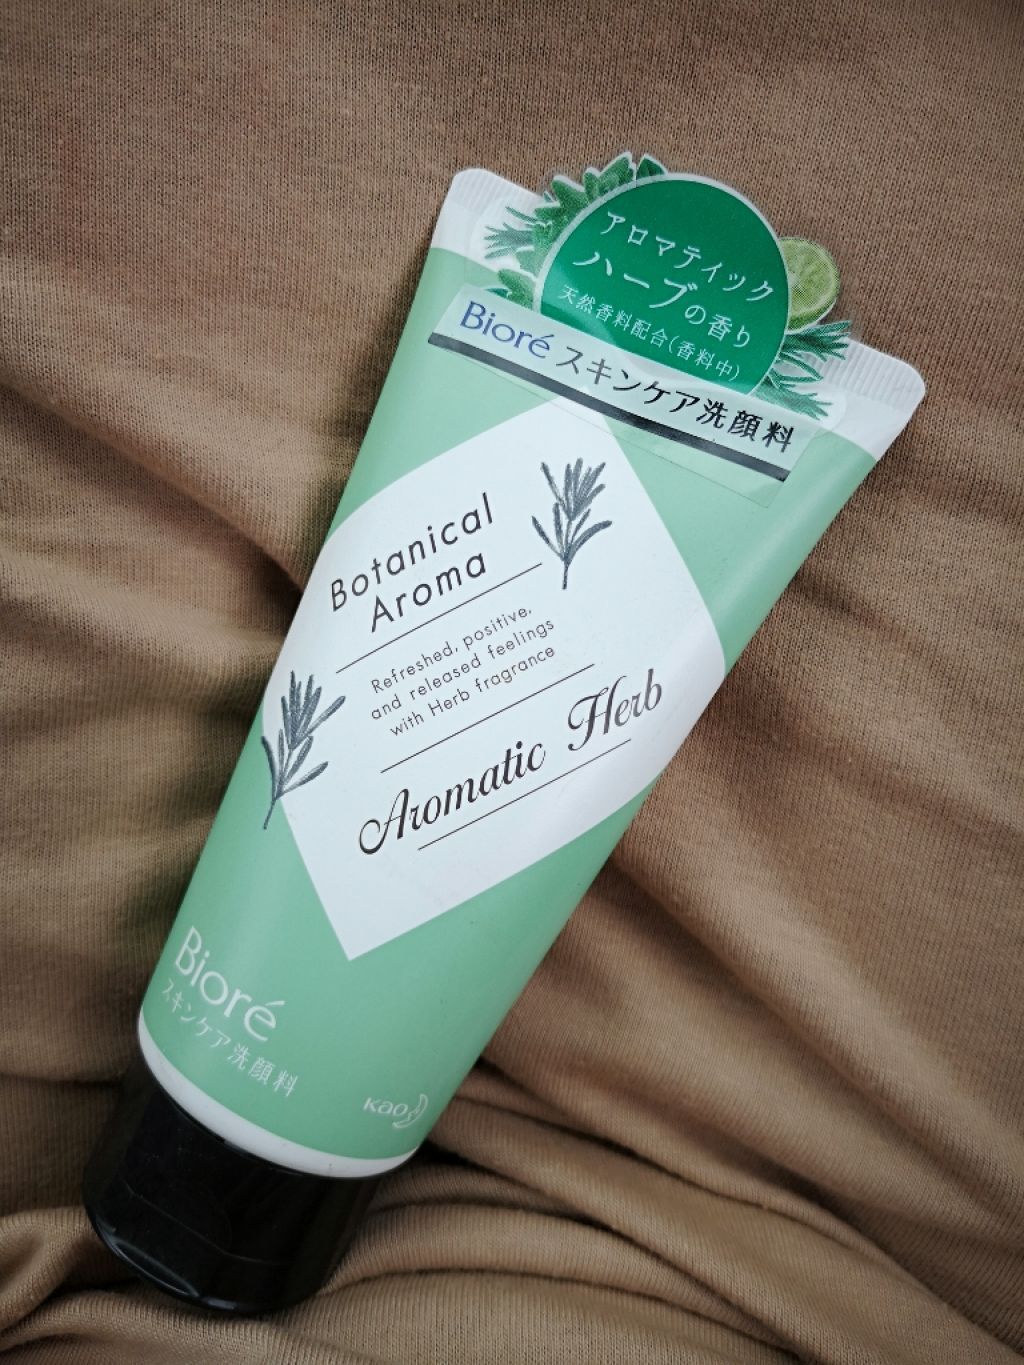 アロマティック
ハーブの香り
天然香料配合(香料中)
Bioré スキンケア洗顔料
Botanical
Aroma
Refreshed, positive,
and released feelings
with Herb fragrance
Aromatic Herb
Bioré
スキンケア洗顔料
Kao